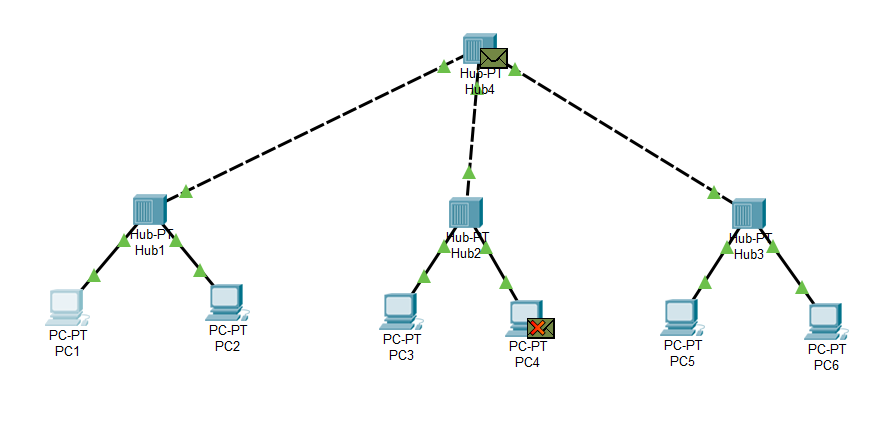 Hub-PT
Hub4
Hub-PT
Hub1
Hub-PT
Hub2
Hub-PT
Hub3
PC-PT
PC1
PC-PT
PC2
PC-PT
PC3
PC-PT
PC4
PC-PT
PC5
PC-PT
PC6